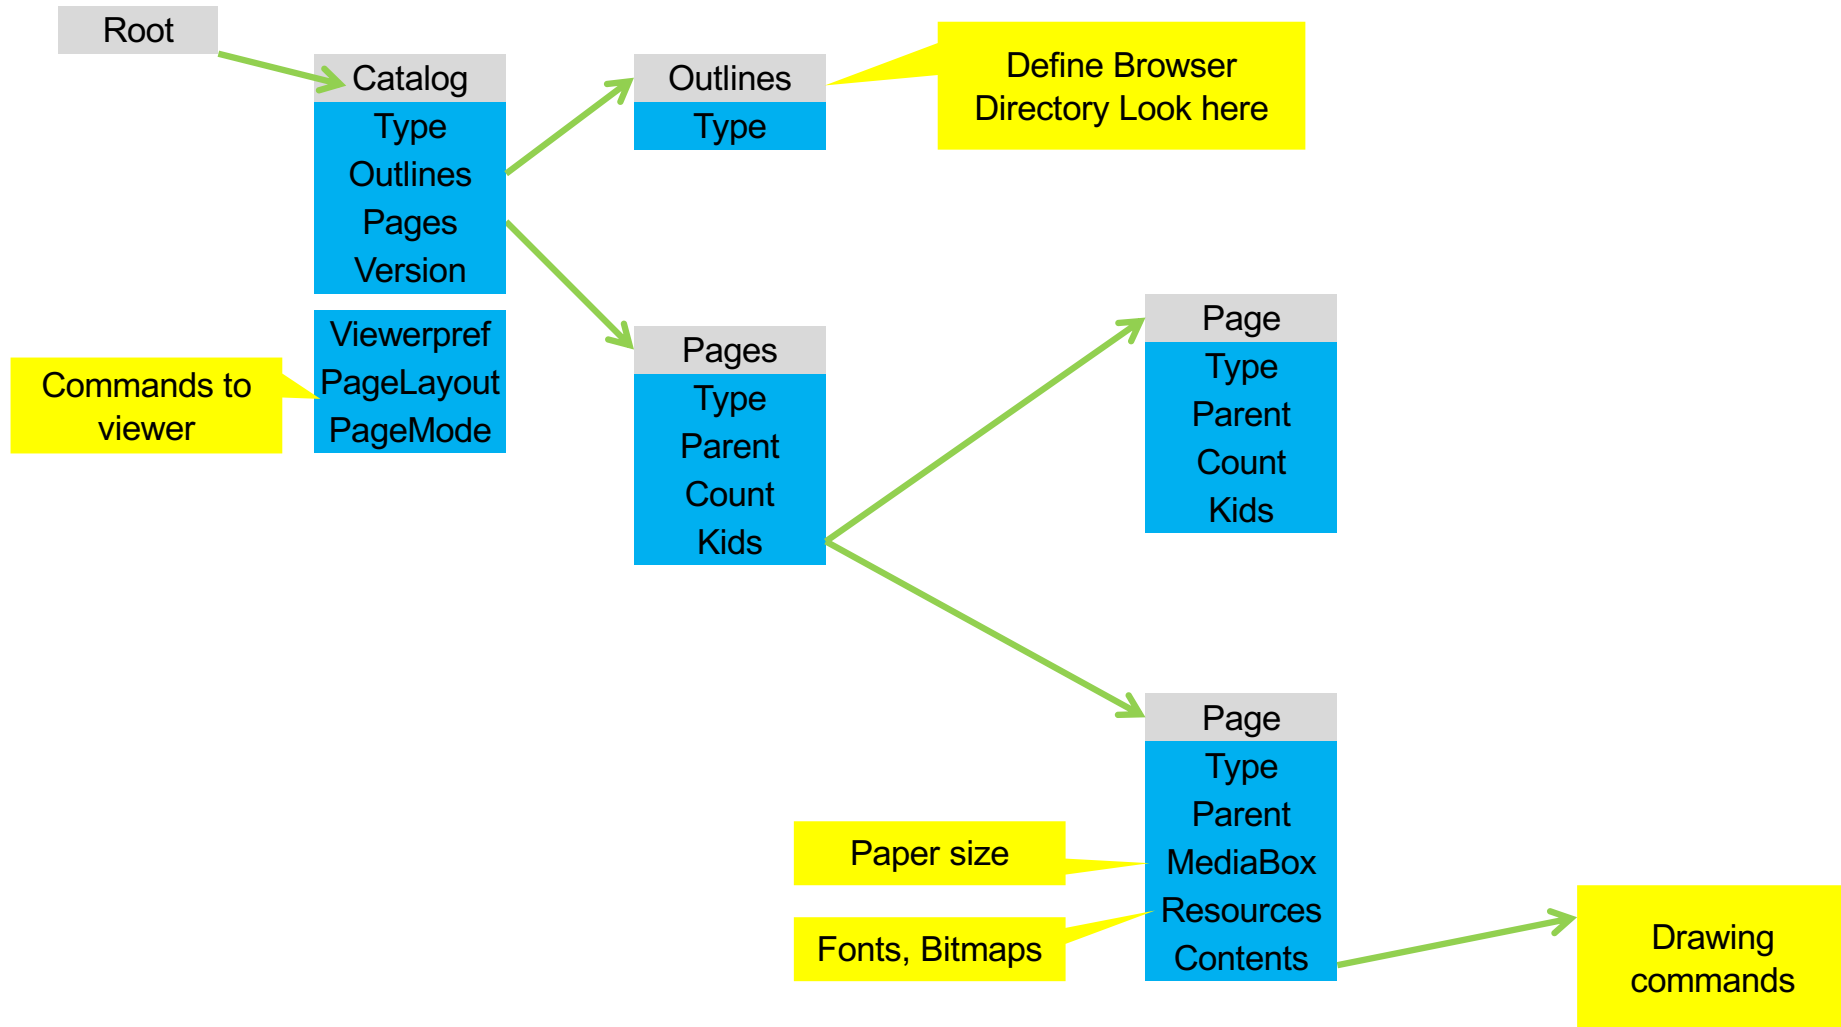 Root
Catalog
Type
Outlines
Pages
Version
Viewerpref
PageLayout
PageMode
Commands to
viewer
Outlines
Type
Define Browser
Directory Look here
Pages
Type
Parent
Count
Kids
Page
Type
Parent
Count
Kids
Page
Type
Parent
MediaBox
Resources
Contents
Paper size
Fonts, Bitmaps
Drawing
commands